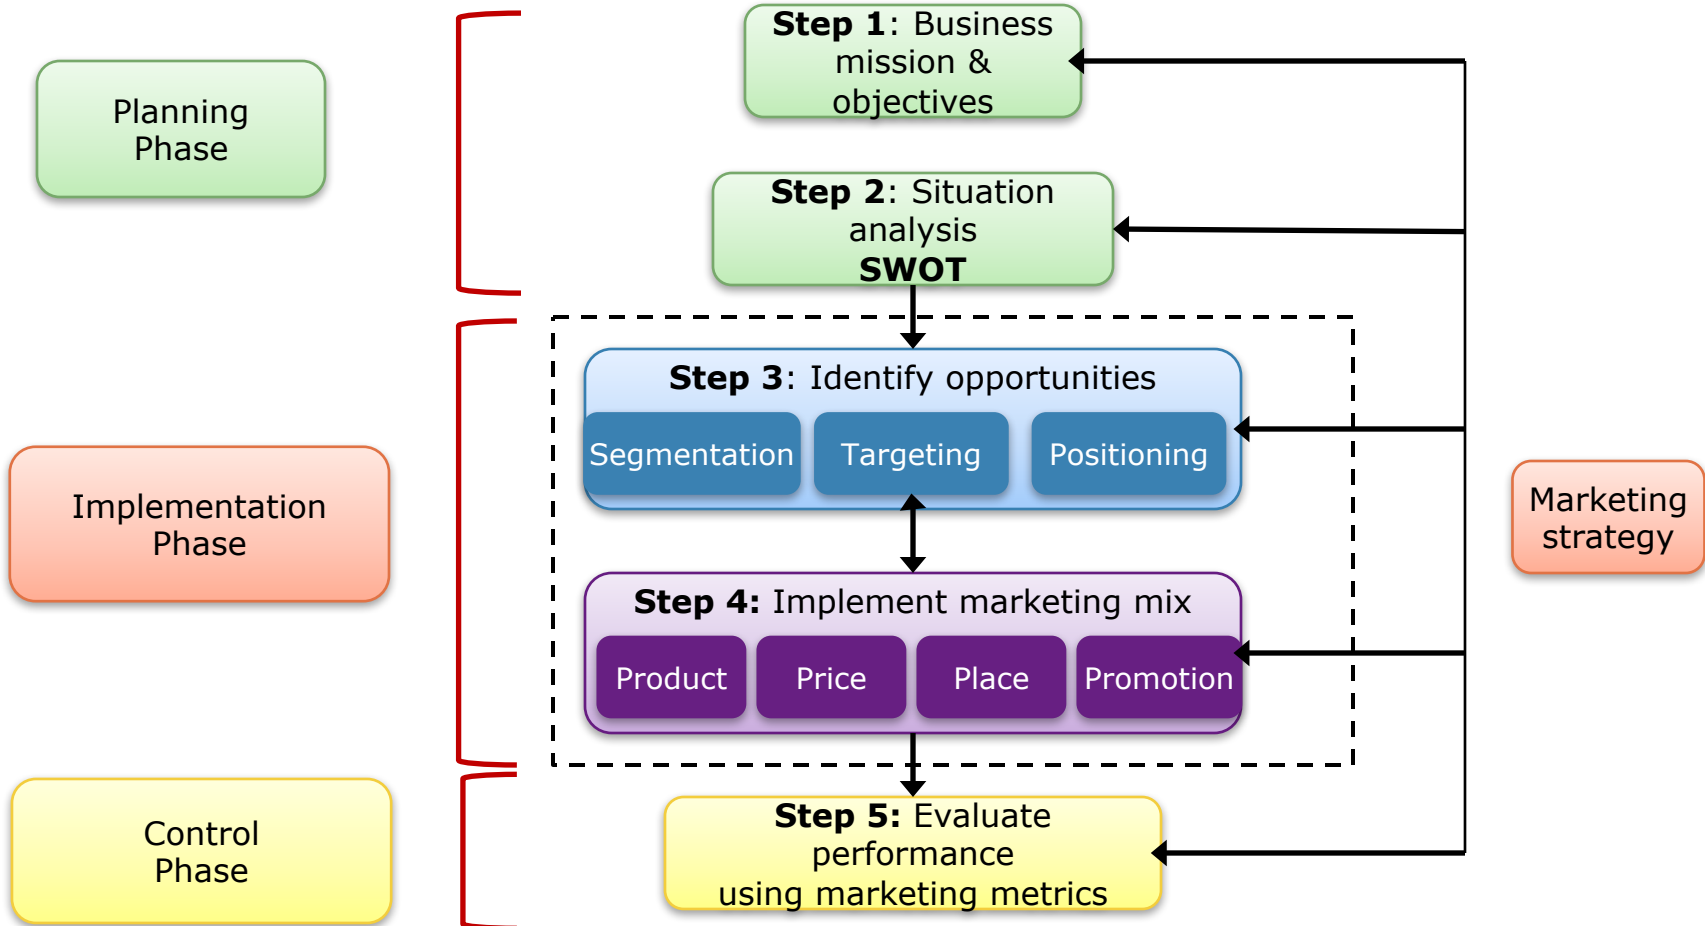 Planning
Phase
Step 1: Business
mission &
objectives
Step 2: Situation
analysis
SWOT
Implementation
Phase
Step 3: Identify opportunities
Segmentation
Targeting
Positioning
Step 4: Implement marketing mix
Product
Price
Place
Promotion
Marketing
strategy
Control
Phase
Step 5: Evaluate
performance
using marketing metrics